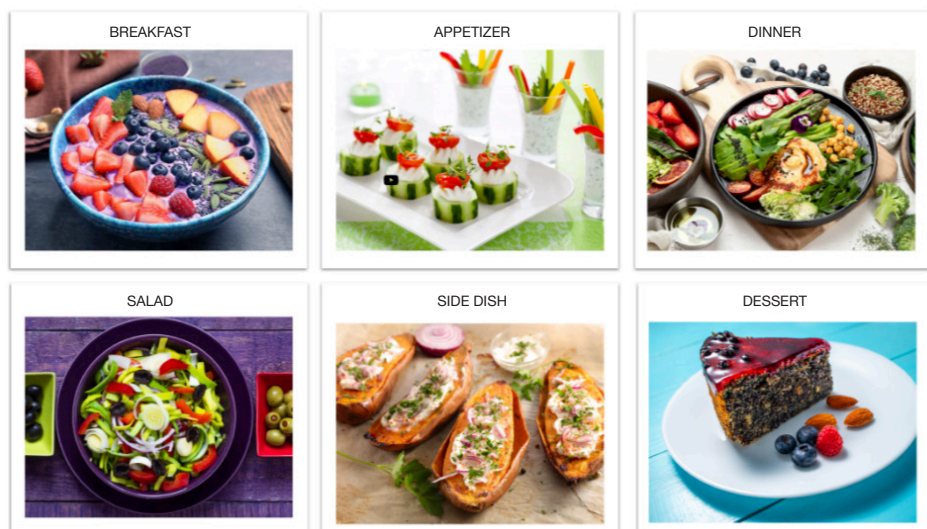 BREAKFAST
APPETIZER
DINNER
SALAD
SIDE DISH
DESSERT